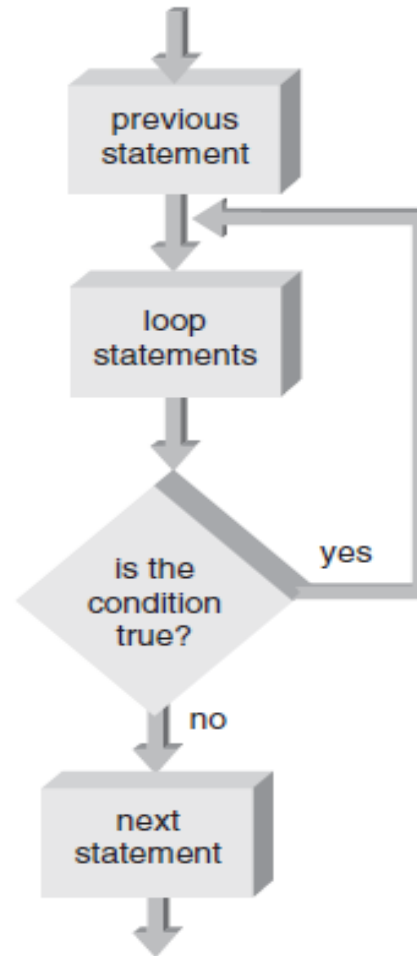 previous
statement
loop
statements
is the
condition
true?
yes
no
next
statement